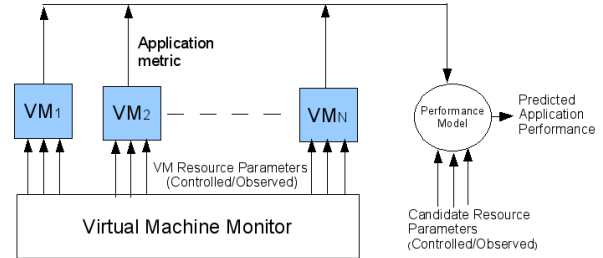 Application
metric
VM1
VM2
VMN
Performance
Model
Predicted
Application
Performance
VM Resource Parameters
(Controlled/Observed)
Virtual Machine Monitor
Candidate Resource
Parameters
(Controlled/Observed)